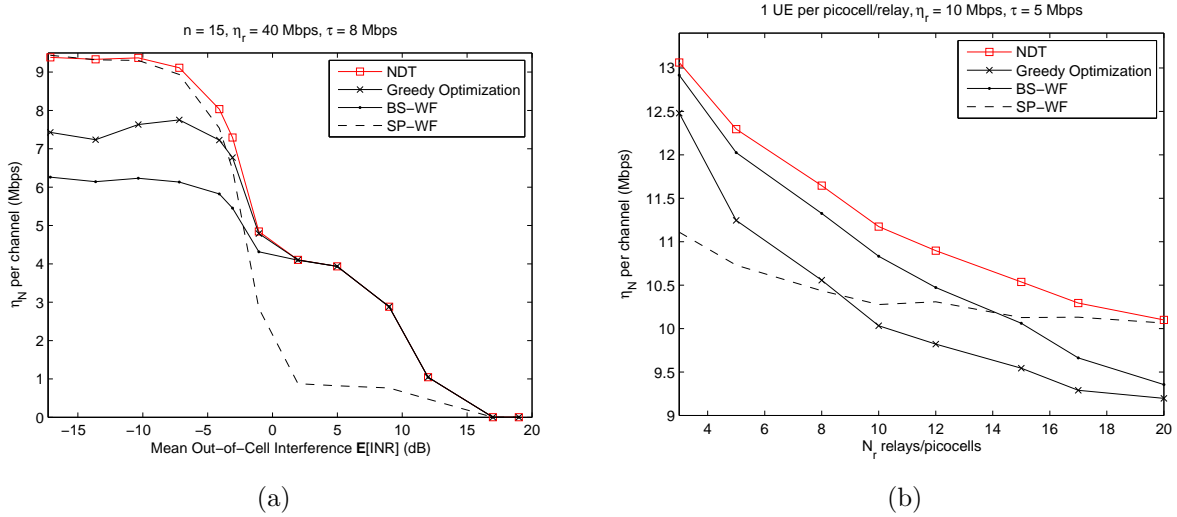 n = 15, η_r = 40 Mbps, τ = 8 Mbps
η_N per channel (Mbps)
9
8
7
6
5
4
3
2
1
0
NDT
Greedy Optimization
BS−WF
SP−WF
−15 −10 −5 0 5 10 15 20
Mean Out−of−Cell Interference E[INR] (dB)
(a)
1 UE per picocell/relay, η_r = 10 Mbps, τ = 5 Mbps
η_N per channel (Mbps)
13
12.5
12
11.5
11
10.5
10
9.5
9
NDT
Greedy Optimization
BS−WF
SP−WF
4 6 8 10 12 14 16 18 20
N_r relays/picocells
(b)